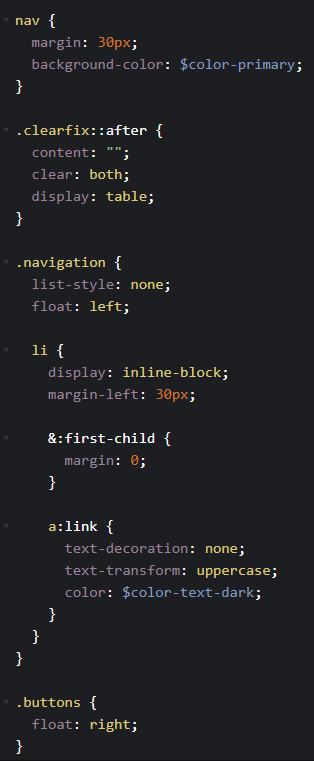 nav {
  margin: 30px;
  background-color: $color-primary;
}

.clearfix::after {
  content: "";
  clear: both;
  display: table;
}

.navigation {
  list-style: none;
  float: left;

  li {
    display: inline-block;
    margin-left: 30px;

    &:first-child {
      margin: 0;
    }

    a:link {
      text-decoration: none;
      text-transform: uppercase;
      color: $color-text-dark;
    }
  }
}

.buttons {
  float: right;
}